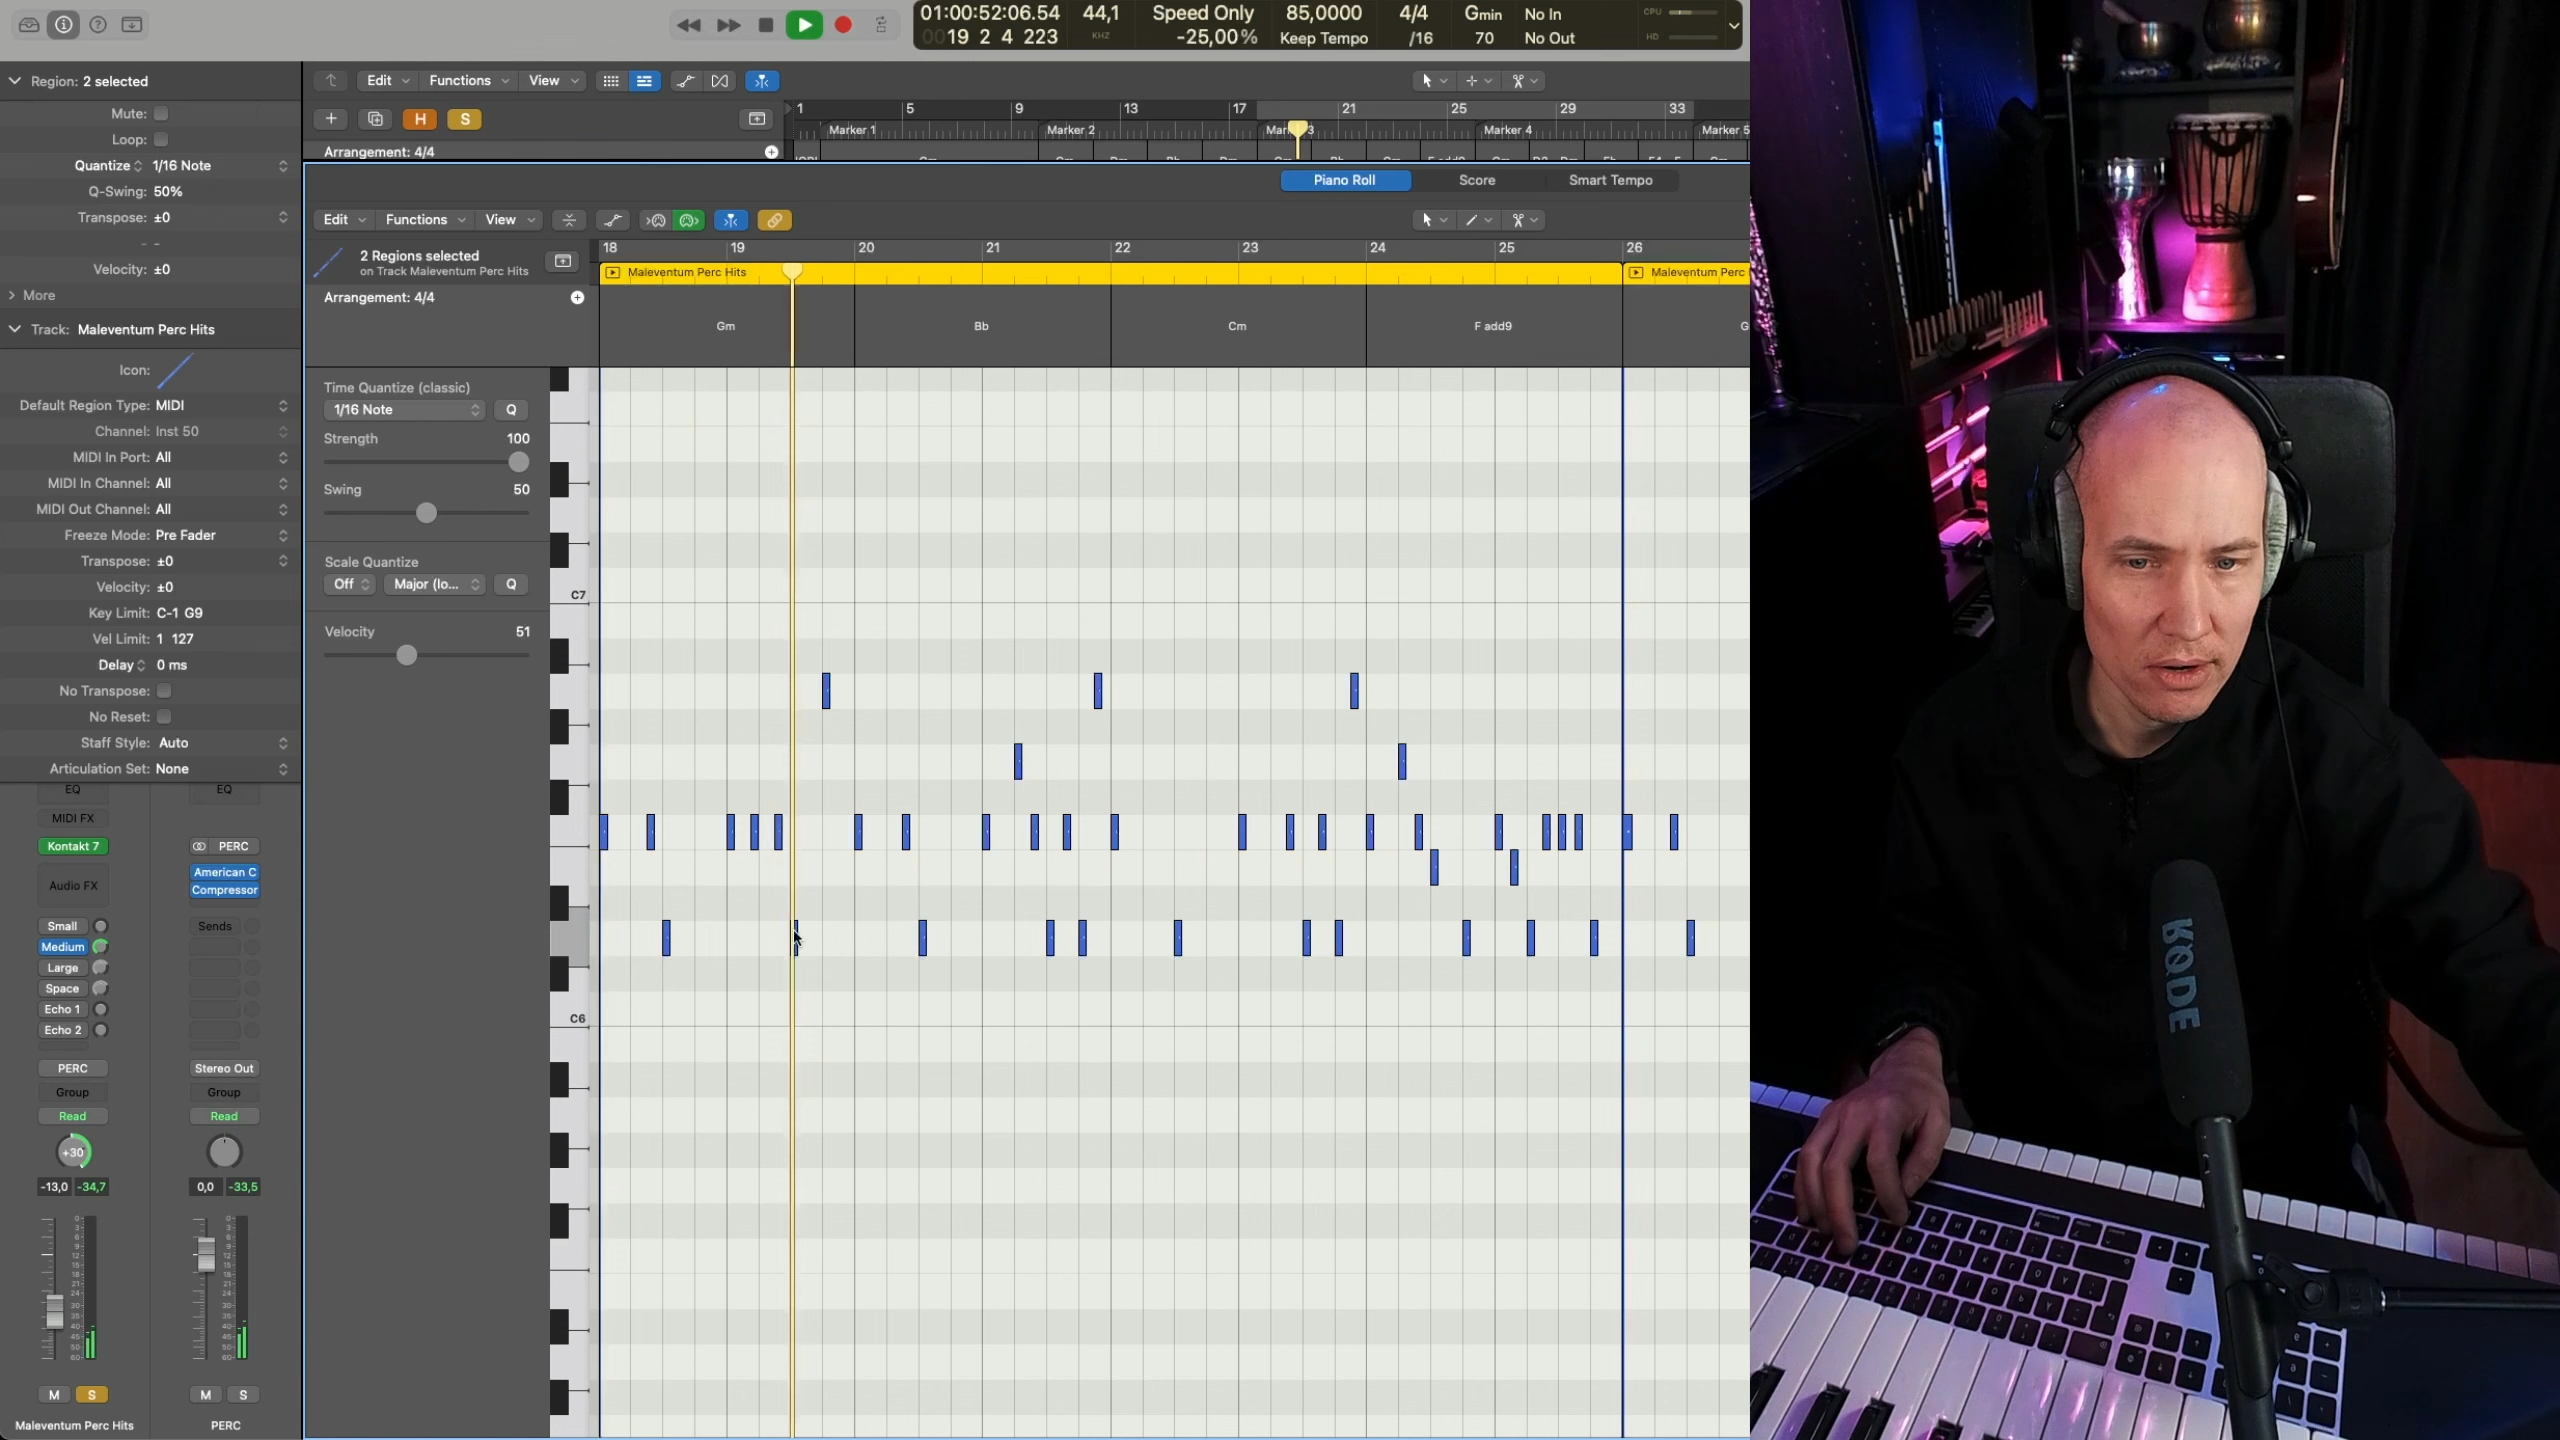 01:00:52:06.54
0019 2 4 223
44,1
KHZ
Speed Only
-25,00%
85,0000
Keep Tempo
4/4
/16
Gmin
70
No In
No Out
CPU
HD
Region: 2 selected
Mute:
Loop:
Quantize 1/16 Note
Q-Swing: 50%
Transpose: ±0
- -
Velocity: ±0
More
Track: Maleventum Perc Hits
Icon:
Default Region Type: MIDI
Channel: Inst 50
MIDI In Port: All
MIDI In Channel: All
MIDI Out Channel: All
Freeze Mode: Pre Fader
Transpose: ±0
Velocity: ±0
Key Limit: C-1 G9
Vel Limit: 1 127
Delay 0 ms
No Transpose:
No Reset:
Staff Style: Auto
Articulation Set: None
EQ
EQ
MIDI FX
Kontakt 7
PERC
Audio FX
American C
Compressor
Small
Sends
Medium
Large
Space
Echo 1
Echo 2
PERC
Stereo Out
Group
Group
Read
Read
+30
-13,0 -34,7
0,0 -33,5
M S
M S
Maleventum Perc Hits
PERC
Edit Functions View
H S
1 5 9 13 17 21 25 29 33
Marker 1 Marker 2 Mar 3 Marker 4 Marker 5
Arrangement: 4/4
Piano Roll Score Smart Tempo
Edit Functions View
2 Regions selected
on Track Maleventum Perc Hits
18 19 20 21 22 23 24 25 26
Maleventum Perc Hits
Maleventum Perc
Arrangement: 4/4
Gm Bb Cm F add9 G
Time Quantize (classic)
1/16 Note Q
Strength 100
Swing 50
Scale Quantize
Off Major (lo... Q
Velocity 51
C7
C6
RØDE